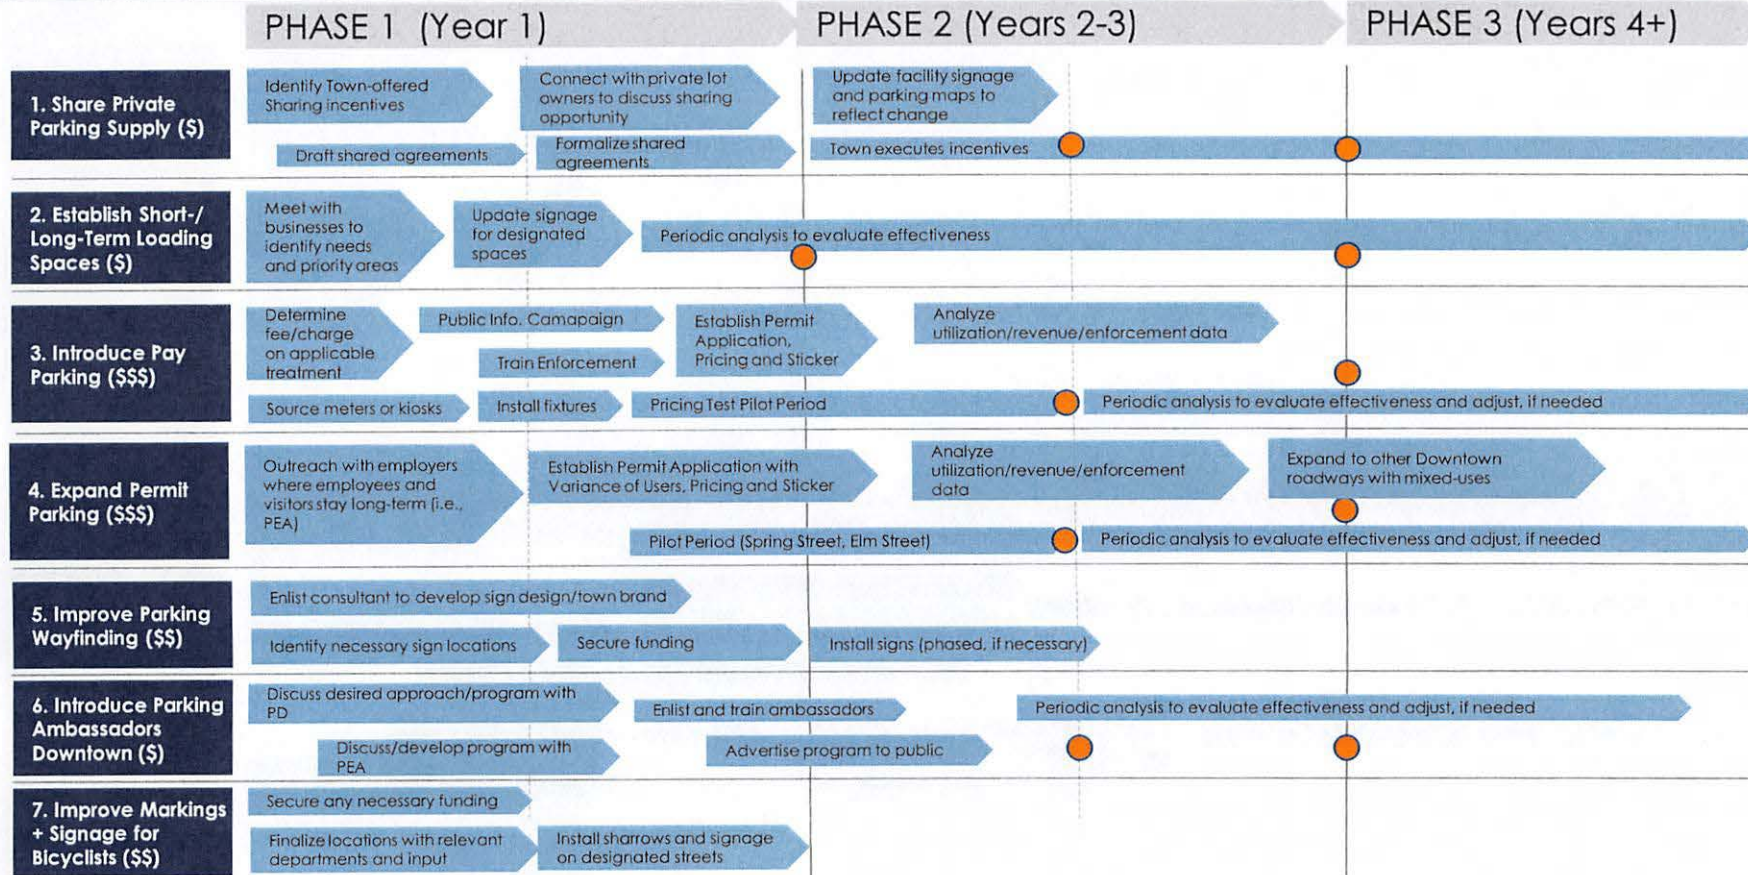 PHASE 1 (Year 1)
PHASE 2 (Years 2-3)
PHASE 3 (Years 4+)
1. Share Private
Parking Supply ($)
Identify Town-offered
Sharing incentives
Connect with private lot
owners to discuss sharing
opportunity
Update facility signage
and parking maps to
reflect change
Draft shared agreements
Formalize shared
agreements
Town executes incentives
2. Establish Short-/
Long-Term Loading
Spaces ($)
Meet with
businesses to
identify needs
and priority areas
Update signage
for designated
spaces
Periodic analysis to evaluate effectiveness
3. Introduce Pay
Parking ($$$)
Determine
fee/charge
on applicable
treatment
Public Info. Camapaign
Train Enforcement
Establish Permit
Application,
Pricing and Sticker
Analyze
utilization/revenue/enforcement data
Source meters or kiosks
Install fixtures
Pricing Test Pilot Period
Periodic analysis to evaluate effectiveness and adjust, if needed
4. Expand Permit
Parking ($$$)
Outreach with employers
where employees and
visitors stay long-term (i.e.,
PEA)
Establish Permit Application with
Variance of Users, Pricing and Sticker
Analyze
utilization/revenue/enforcement
data
Expand to other Downtown
roadways with mixed-uses
Pilot Period (Spring Street, Elm Street)
Periodic analysis to evaluate effectiveness and adjust, if needed
5. Improve Parking
Wayfinding ($$)
Enlist consultant to develop sign design/town brand
Identify necessary sign locations
Secure funding
Install signs (phased, if necessary)
6. Introduce Parking
Ambassadors
Downtown ($)
Discuss desired approach/program with
PD
Enlist and train ambassadors
Periodic analysis to evaluate effectiveness and adjust, if needed
Discuss/develop program with
PEA
Advertise program to public
7. Improve Markings
+ Signage for
Bicyclists ($$)
Secure any necessary funding
Finalize locations with relevant
departments and input
Install sharrows and signage
on designated streets